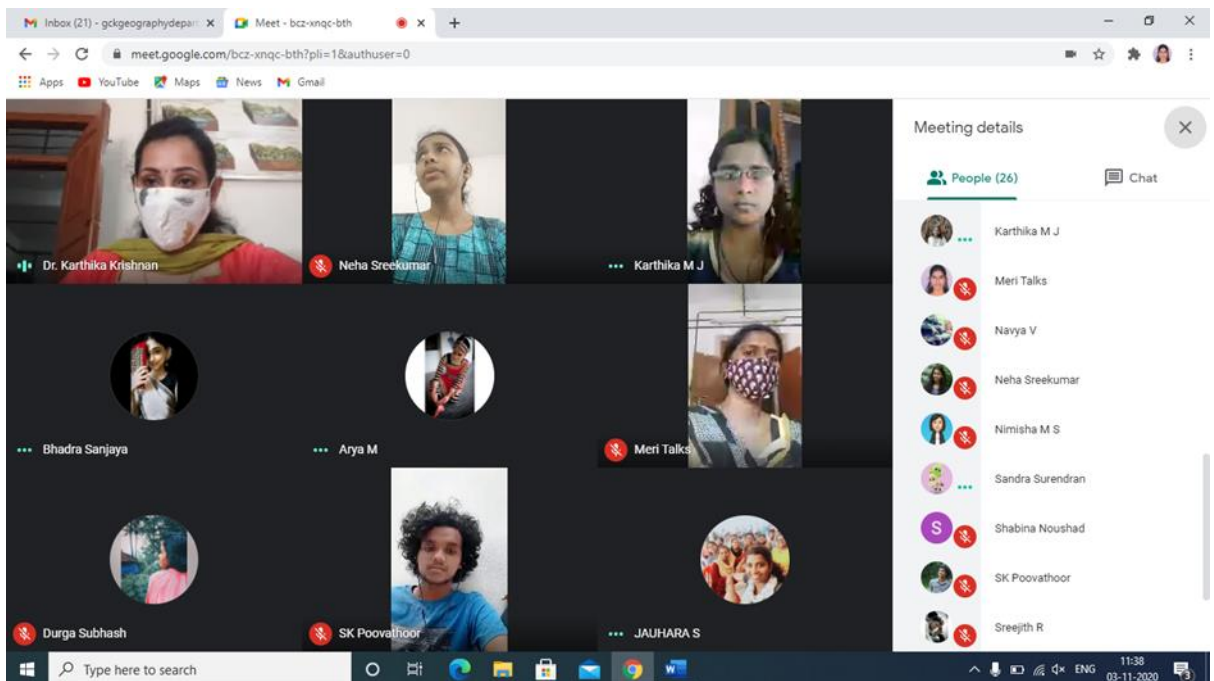 Inbox (21) - gckgeographydepart
Meet - bcz-xnqc-bth
meet.google.com/bcz-xnqc-bth?pli=1&authuser=0
Apps YouTube Maps News Gmail
Dr. Karthika Krishnan
Neha Sreekumar
Karthika M J
Bhadra Sanjaya
Arya M
Meri Talks
Durga Subhash
SK Poovathoor
JAUHARA S
Meeting details
People (26) Chat
Karthika M J
Meri Talks
Navya V
Neha Sreekumar
Nimisha M S
Sandra Surendran
S Shabina Noushad
SK Poovathoor
Sreejith R
Type here to search
ENG 11:38
03-11-2020
3